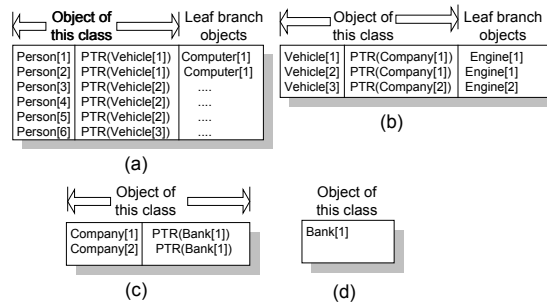 Object of this class Leaf branch objects
Person[1] PTR(Vehicle[1]) Computer[1]
Person[2] PTR(Vehicle[1]) Computer[1]
Person[3] PTR(Vehicle[2]) ....
Person[4] PTR(Vehicle[2]) ....
Person[5] PTR(Vehicle[2]) ....
Person[6] PTR(Vehicle[3]) ....
(a)
Object of this class Leaf branch objects
Vehicle[1] PTR(Company[1]) Engine[1]
Vehicle[2] PTR(Company[1]) Engine[1]
Vehicle[3] PTR(Company[2]) Engine[2]
(b)
Object of
this class
Company[1] PTR(Bank[1])
Company[2] PTR(Bank[1])
(c)
Object of
this class
Bank[1]
(d)